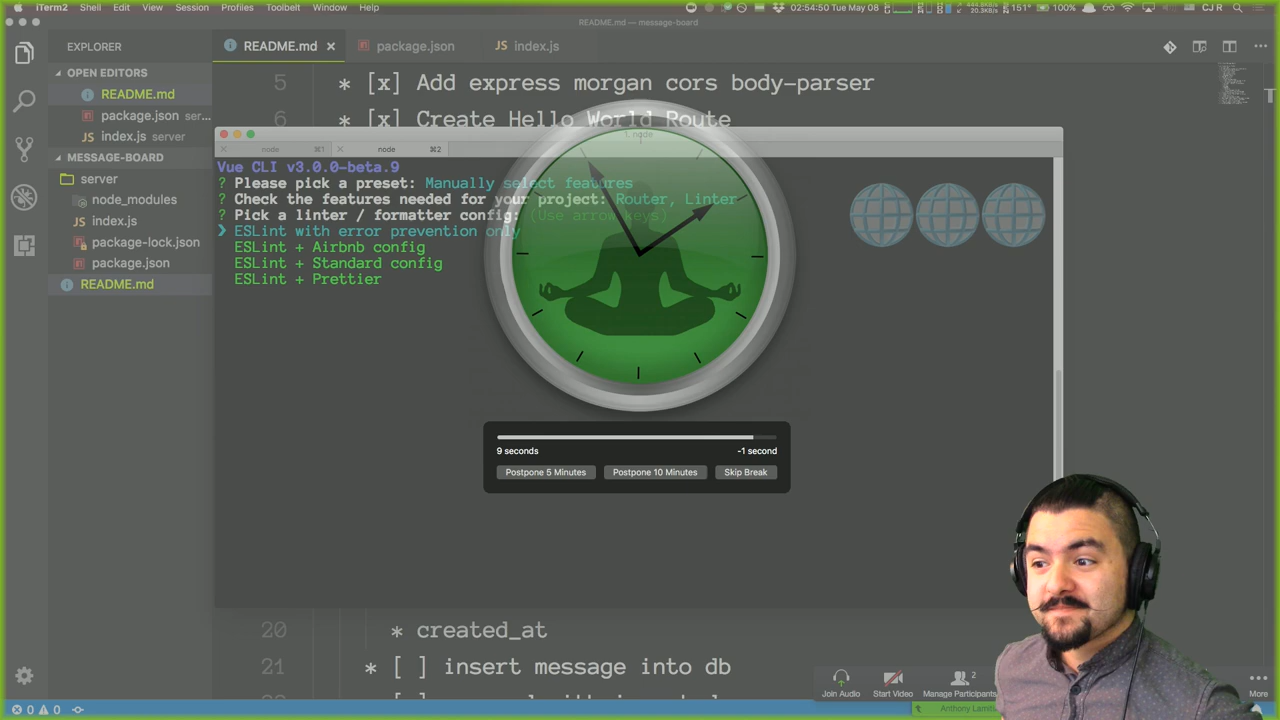 iTerm2 Shell Edit View Session Profiles Toolbelt Window Help
151° 100% 02:54:50 Tue May 08 CJ R
README.md — message-board
EXPLORER
OPEN EDITORS
README.md
package.json ser...
index.js server
MESSAGE-BOARD
server
node_modules
index.js
package-lock.json
package.json
README.md
README.md
package.json
index.js
5 * [x] Add express morgan cors body-parser
6 * [x] Create Hello World Route
1. node
node ⌘1
node ⌘2
Vue CLI v3.0.0-beta.9
? Please pick a preset: Manually select features
? Check the features needed for your project: Router, Linter
? Pick a linter / formatter config: (Use arrow keys)
❯ ESLint with error prevention only
ESLint + Airbnb config
ESLint + Standard config
ESLint + Prettier
9 seconds -1 second
Postpone 5 Minutes Postpone 10 Minutes Skip Break
20 * created_at
21 * [ ] insert message into db
Join Audio Start Video Manage Participants 2 More
0 0